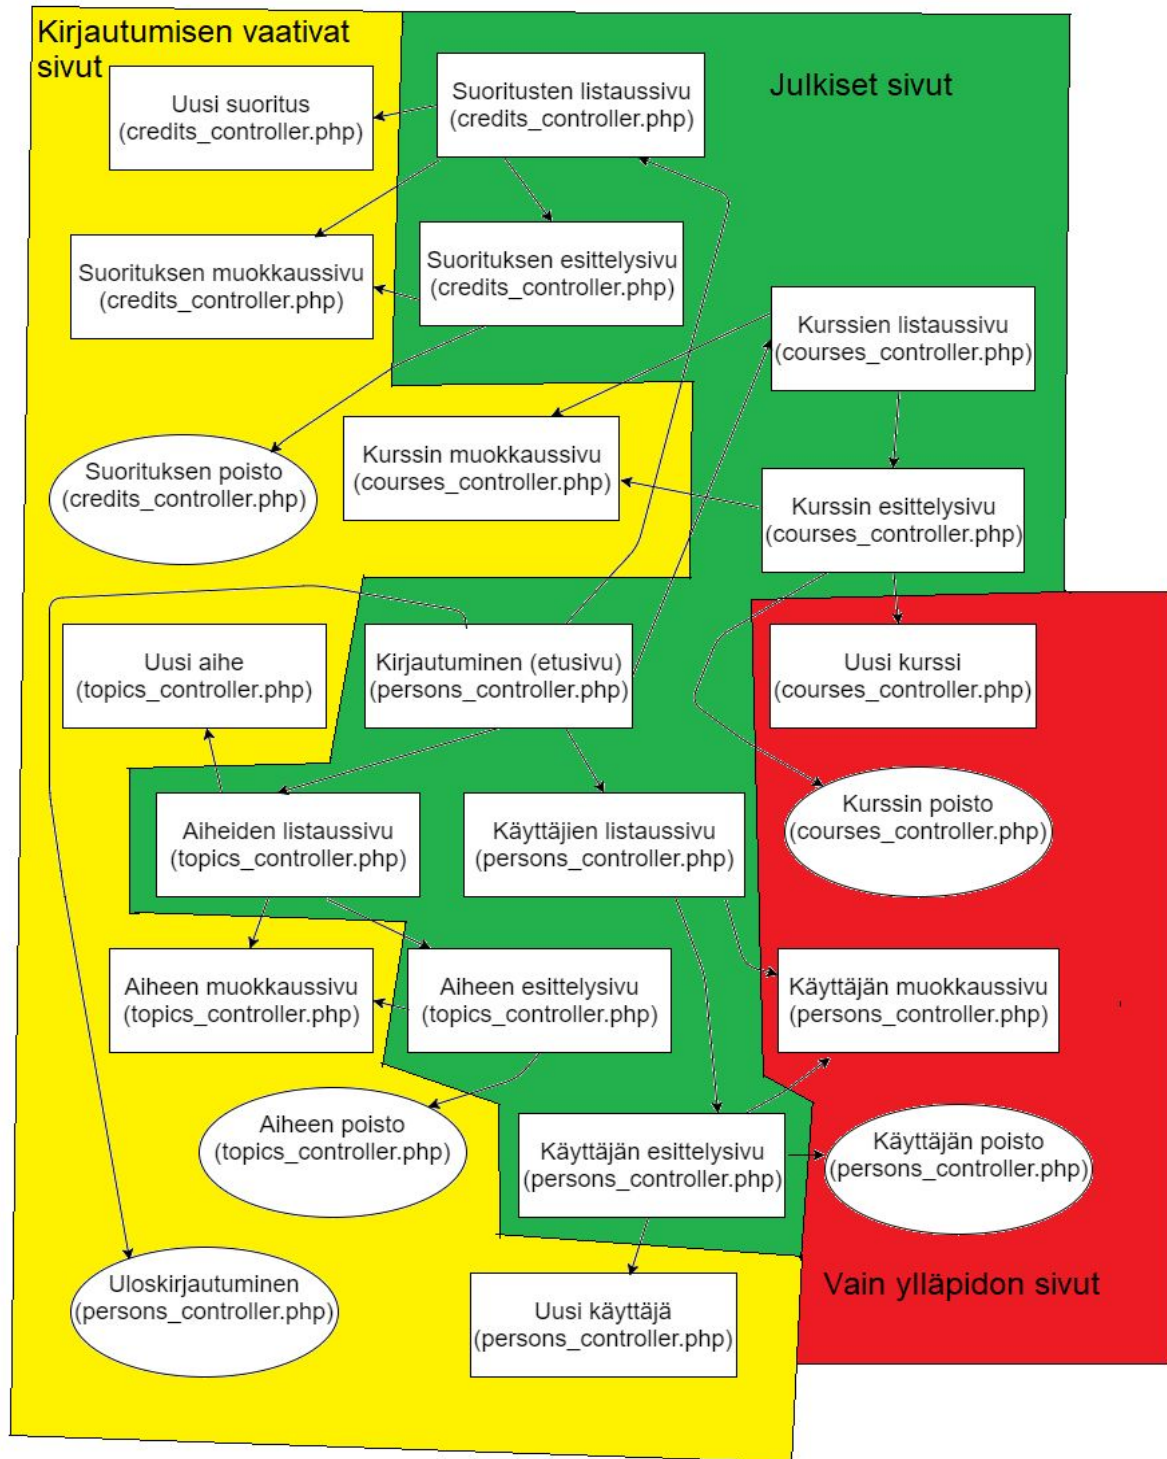 Kirjautumisen vaativat
sivut
Julkiset sivut
Uusi suoritus
(credits_controller.php)
Suoritusten listaussivu
(credits_controller.php)
Suorituksen muokkaussivu
(credits_controller.php)
Suorituksen esittelysivu
(credits_controller.php)
Kurssien listaussivu
(courses_controller.php)
Suorituksen poisto
(credits_controller.php)
Kurssin muokkaussivu
(courses_controller.php)
Kurssin esittelysivu
(courses_controller.php)
Uusi aihe
(topics_controller.php)
Kirjautuminen (etusivu)
(persons_controller.php)
Uusi kurssi
(courses_controller.php)
Aiheiden listaussivu
(topics_controller.php)
Käyttäjien listaussivu
(persons_controller.php)
Kurssin poisto
(courses_controller.php)
Aiheen muokkaussivu
(topics_controller.php)
Aiheen esittelysivu
(topics_controller.php)
Käyttäjän muokkaussivu
(persons_controller.php)
Aiheen poisto
(topics_controller.php)
Käyttäjän esittelysivu
(persons_controller.php)
Käyttäjän poisto
(persons_controller.php)
Uloskirjautuminen
(persons_controller.php)
Uusi käyttäjä
(persons_controller.php)
Vain ylläpidon sivut